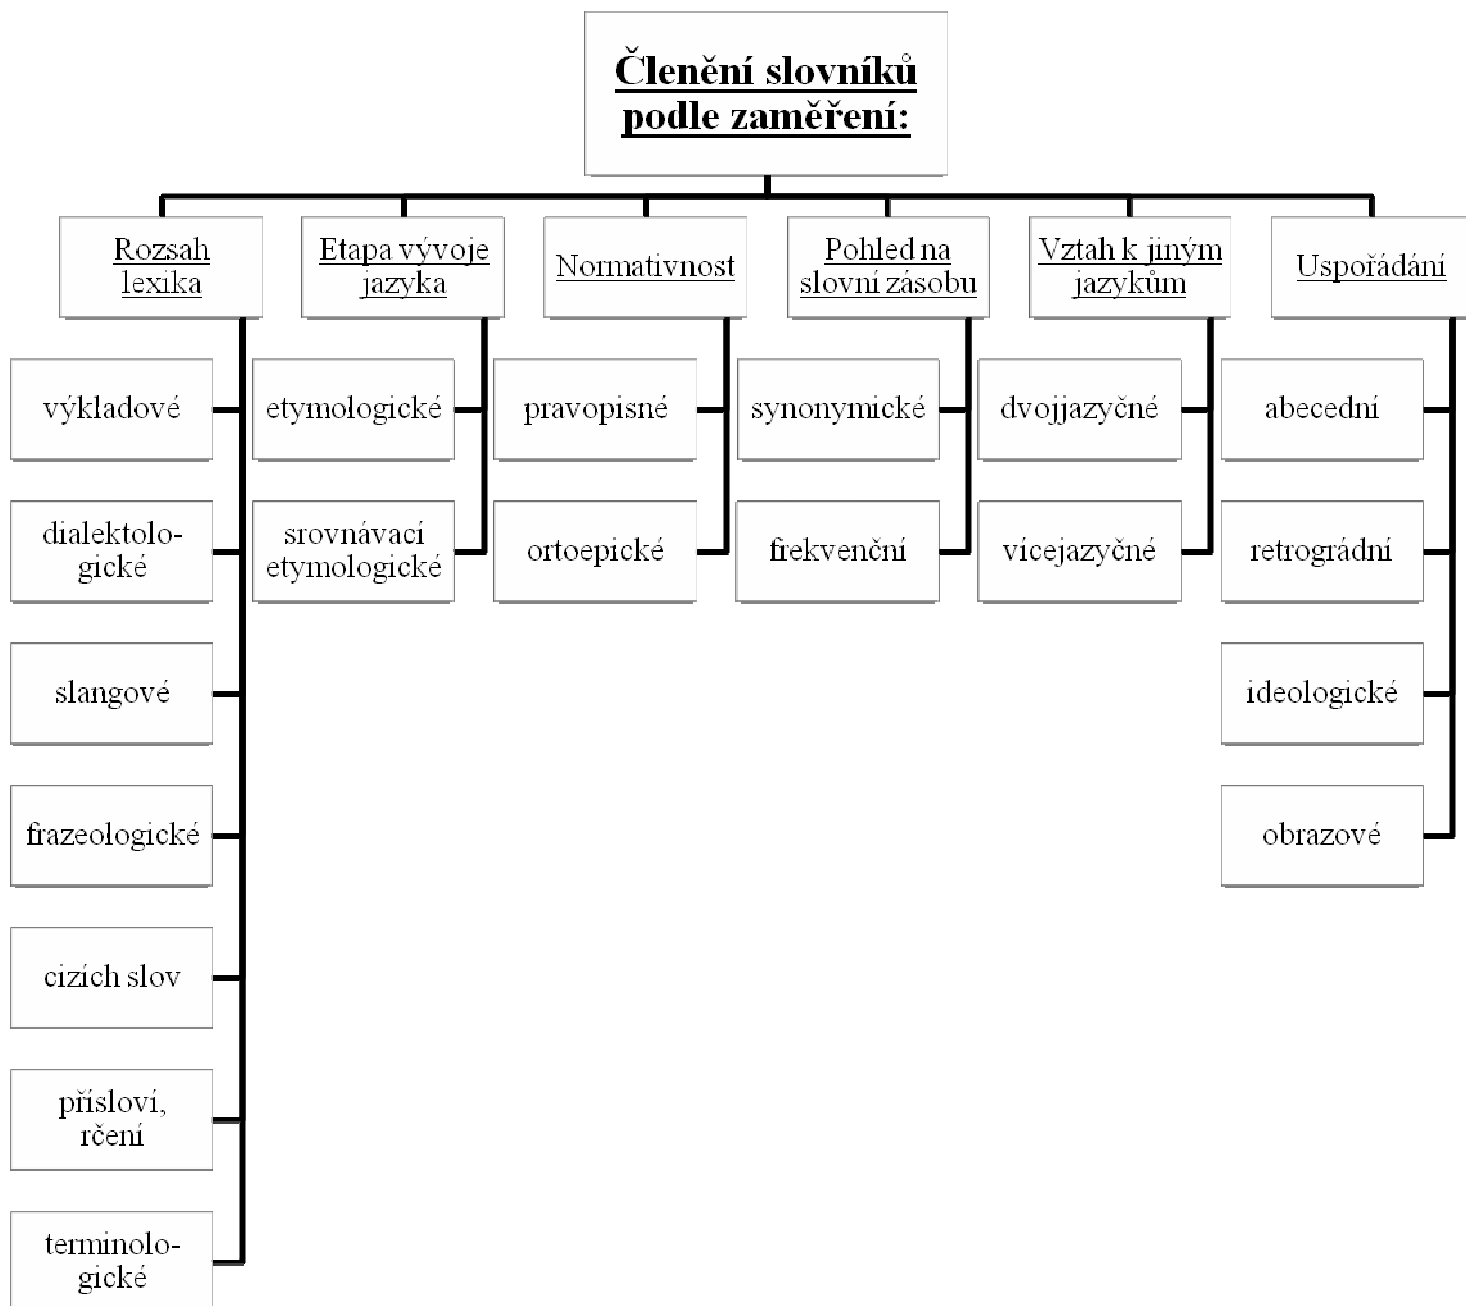 Členění slovníků
podle zaměření:
Rozsah
lexika
výkladové
dialektolo-
gické
slangové
frazeologické
cizích slov
přísloví,
rčení
terminolo-
gické
Etapa vývoje
jazyka
etymologické
srovnávací
etymologické
Normativnost
pravopisné
ortoepické
Pohled na
slovní zásobu
synonymické
frekvenční
Vztah k jiným
jazykům
dvojjazyčné
vícejazyčné
Uspořádání
abecední
retrográdní
ideologické
obrazové